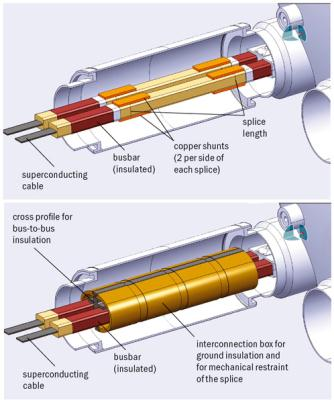 splice
length
copper shunts
(2 per side of
each splice)
busbar
(insulated)
superconducting
cable
cross profile for
bus-to-bus
insulation
interconnection box for
ground insulation and
for mechanical restraint
of the splice
busbar
(insulated)
superconducting
cable